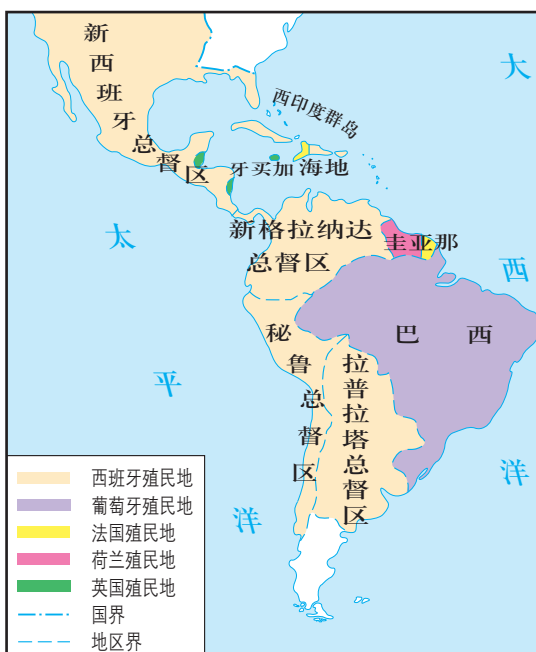 新西班牙总督区
大西洋
西印度群岛
牙买加
海地
新格拉纳达
总督区
圭亚那
太平洋
巴西
秘鲁总督区
拉普拉塔总督区
西班牙殖民地
葡萄牙殖民地
法国殖民地
荷兰殖民地
英国殖民地
国界
地区界